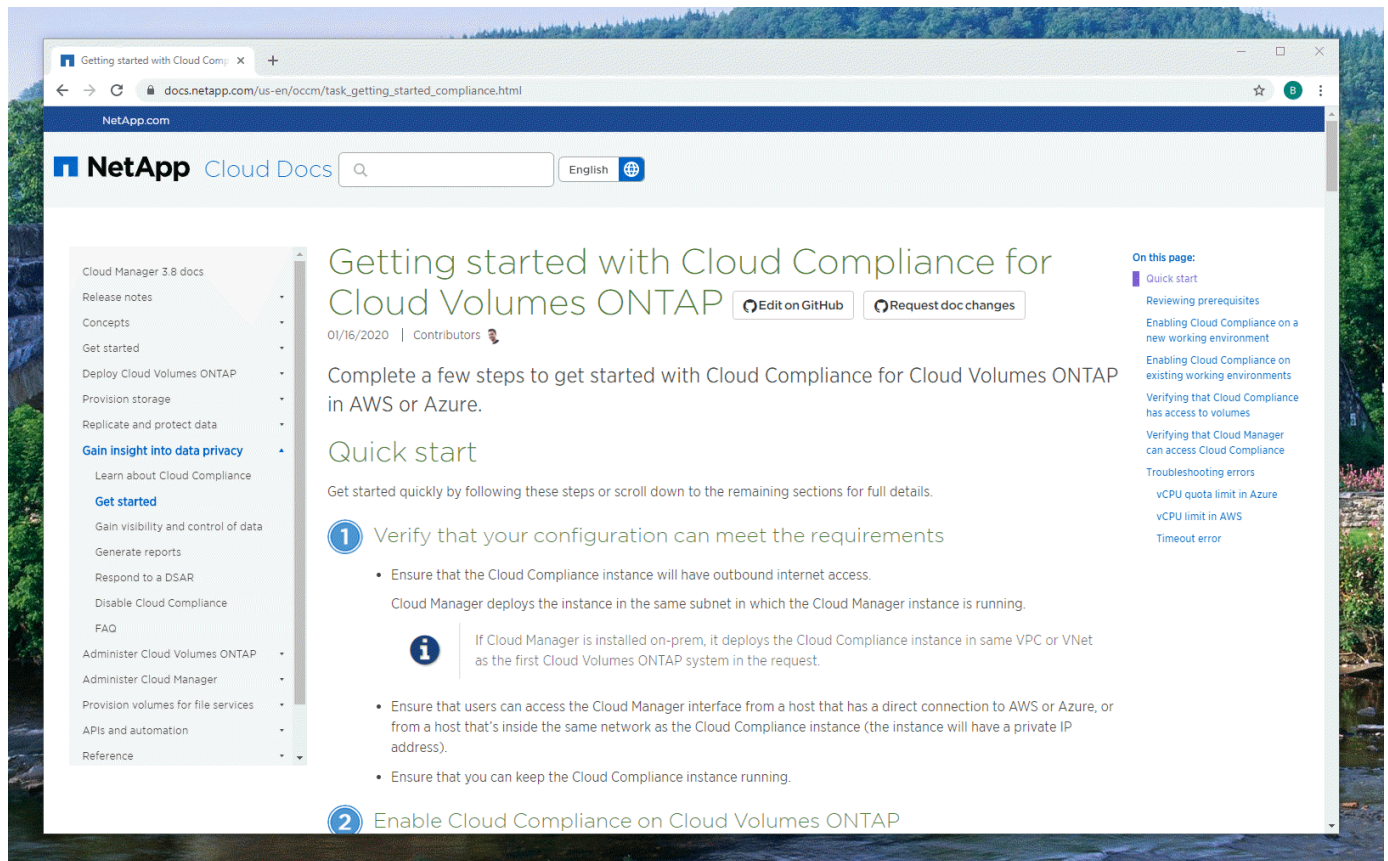 Getting started with Cloud Comp
docs.netapp.com/us-en/occm/task_getting_started_compliance.html
B
NetApp.com
NetApp Cloud Docs
English
Cloud Manager 3.8 docs
Release notes
Concepts
Get started
Deploy Cloud Volumes ONTAP
Provision storage
Replicate and protect data
Gain insight into data privacy
Learn about Cloud Compliance
Get started
Gain visibility and control of data
Generate reports
Respond to a DSAR
Disable Cloud Compliance
FAQ
Administer Cloud Volumes ONTAP
Administer Cloud Manager
Provision volumes for file services
APIs and automation
Reference
Getting started with Cloud Compliance for
Cloud Volumes ONTAP
Edit on GitHub
Request doc changes
01/16/2020 | Contributors
Complete a few steps to get started with Cloud Compliance for Cloud Volumes ONTAP
in AWS or Azure.
Quick start
Get started quickly by following these steps or scroll down to the remaining sections for full details.
1 Verify that your configuration can meet the requirements
• Ensure that the Cloud Compliance instance will have outbound internet access.
Cloud Manager deploys the instance in the same subnet in which the Cloud Manager instance is running.
If Cloud Manager is installed on-prem, it deploys the Cloud Compliance instance in same VPC or VNet
as the first Cloud Volumes ONTAP system in the request.
• Ensure that users can access the Cloud Manager interface from a host that has a direct connection to AWS or Azure, or
from a host that's inside the same network as the Cloud Compliance instance (the instance will have a private IP
address).
• Ensure that you can keep the Cloud Compliance instance running.
2 Enable Cloud Compliance on Cloud Volumes ONTAP
On this page:
Quick start
Reviewing prerequisites
Enabling Cloud Compliance on a
new working environment
Enabling Cloud Compliance on
existing working environments
Verifying that Cloud Compliance
has access to volumes
Verifying that Cloud Manager
can access Cloud Compliance
Troubleshooting errors
vCPU quota limit in Azure
vCPU limit in AWS
Timeout error